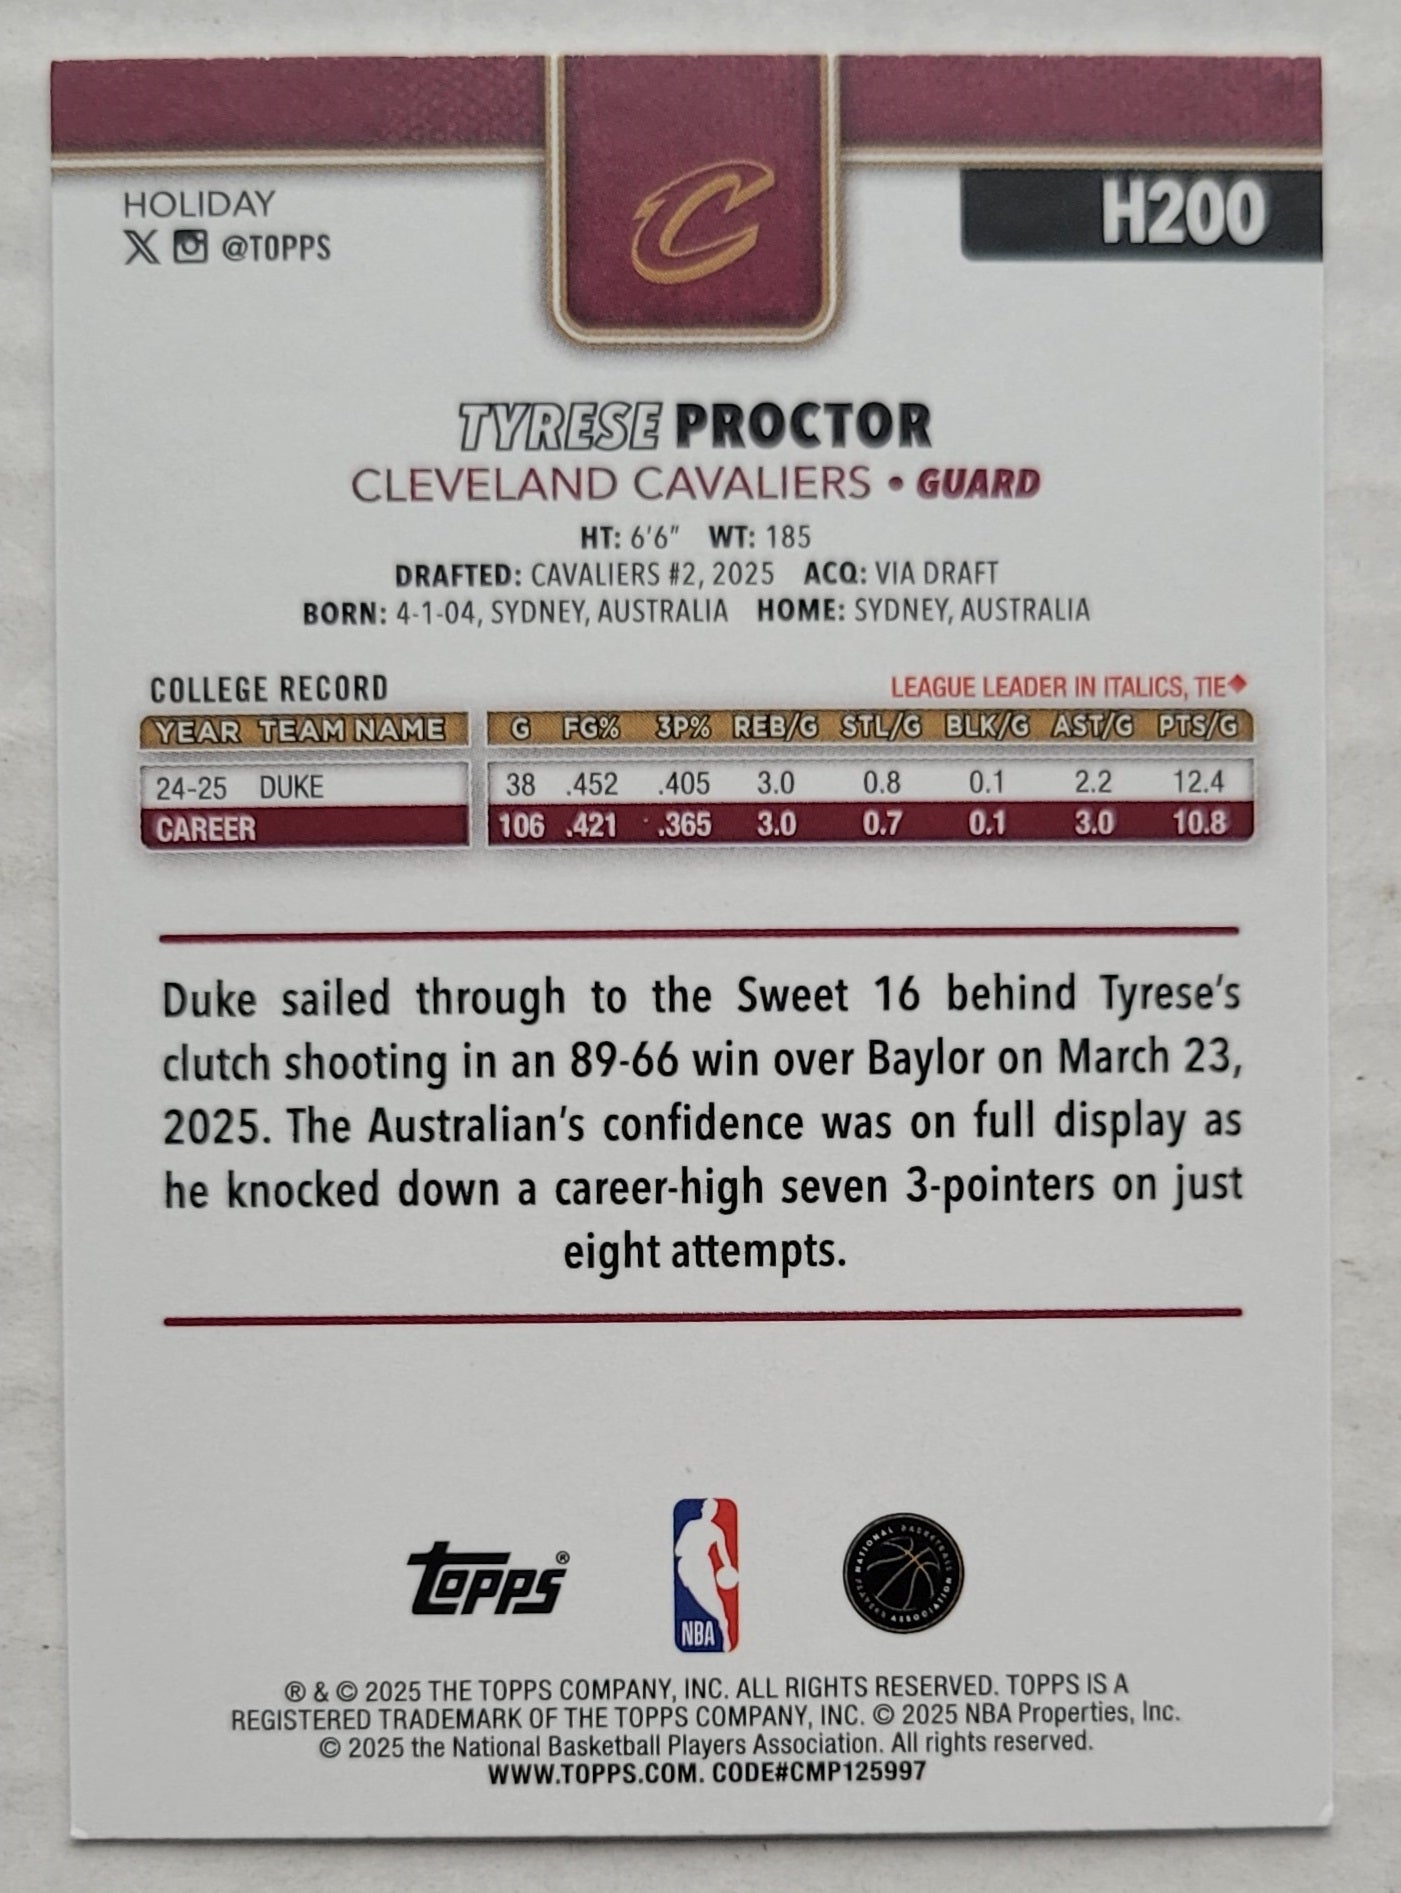 HOLIDAY
@TOPPS
H200
TYRESE PROCTOR
CLEVELAND CAVALIERS • GUARD
HT: 6'6" WT: 185
DRAFTED: CAVALIERS #2, 2025 ACQ: VIA DRAFT
BORN: 4-1-04, SYDNEY, AUSTRALIA HOME: SYDNEY, AUSTRALIA
COLLEGE RECORD LEAGUE LEADER IN ITALICS, TIE◆
YEAR TEAM NAME G FG% 3P% REB/G STL/G BLK/G AST/G PTS/G
24-25 DUKE 38 .452 .405 3.0 0.8 0.1 2.2 12.4
CAREER 106 .421 .365 3.0 0.7 0.1 3.0 10.8
Duke sailed through to the Sweet 16 behind Tyrese's
clutch shooting in an 89-66 win over Baylor on March 23,
2025. The Australian's confidence was on full display as
he knocked down a career-high seven 3-pointers on just
eight attempts.
Topps®
NBA
NATIONAL BASKETBALL PLAYERS ASSOCIATION
® & © 2025 THE TOPPS COMPANY, INC. ALL RIGHTS RESERVED. TOPPS IS A
REGISTERED TRADEMARK OF THE TOPPS COMPANY, INC. © 2025 NBA Properties, Inc.
© 2025 the National Basketball Players Association. All rights reserved.
WWW.TOPPS.COM. CODE#CMP125997